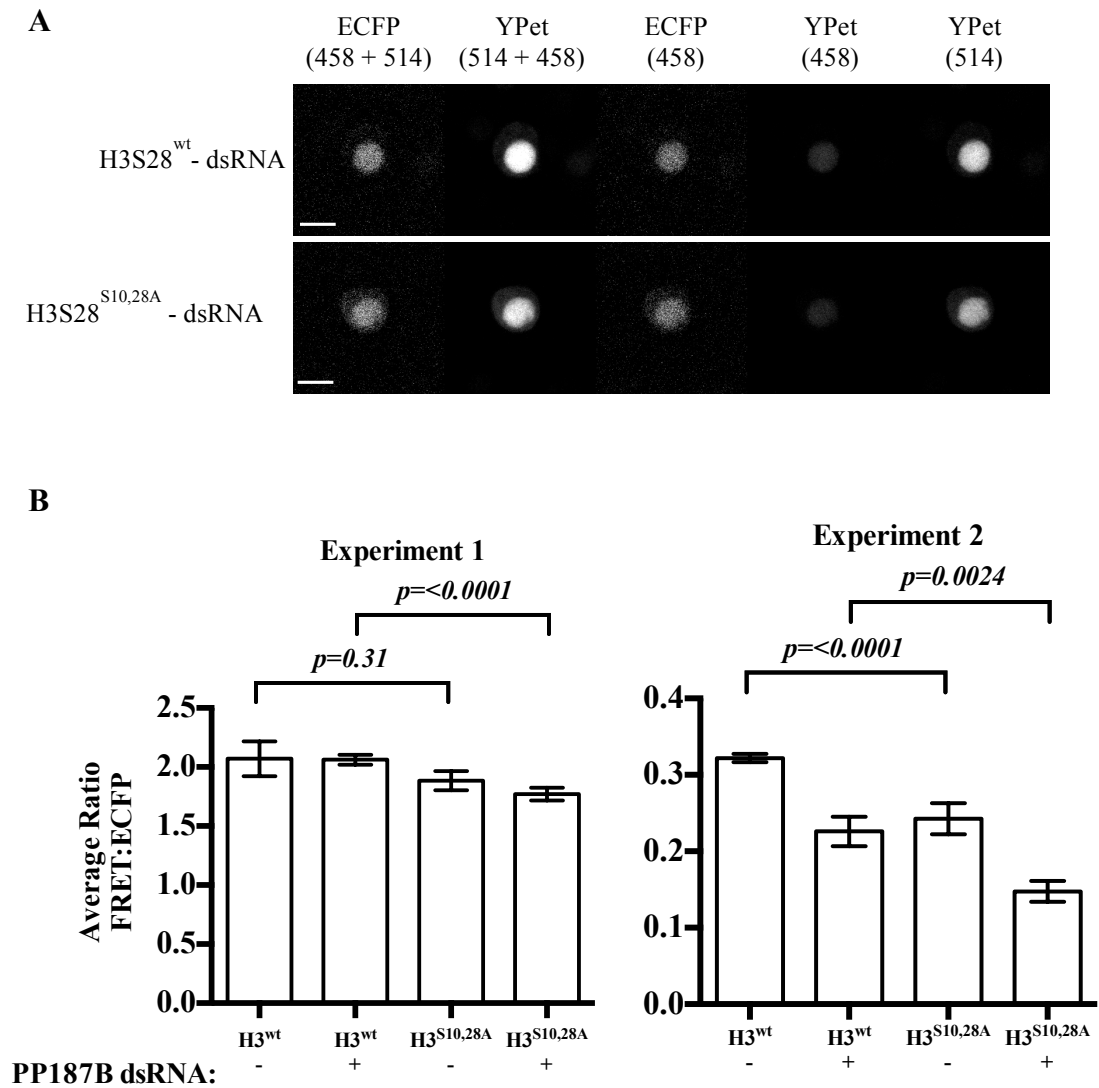 A
ECFP YPet ECFP YPet YPet
(458 + 514) (514 + 458) (458) (458) (514)
H3S28wt- dsRNA
H3S28S10,28A - dsRNA
B
Experiment 1
p=<0.0001
p=0.31
Average Ratio
FRET:ECFP
2.5
2.0
1.5
1.0
0.5
0.0
H3wt H3wt H3S10,28A H3S10,28A
Experiment 2
p=0.0024
p=<0.0001
0.4
0.3
0.2
0.1
0.0
H3wt H3wt H3S10,28A H3S10,28A
PP187B dsRNA: - + - + - + - +